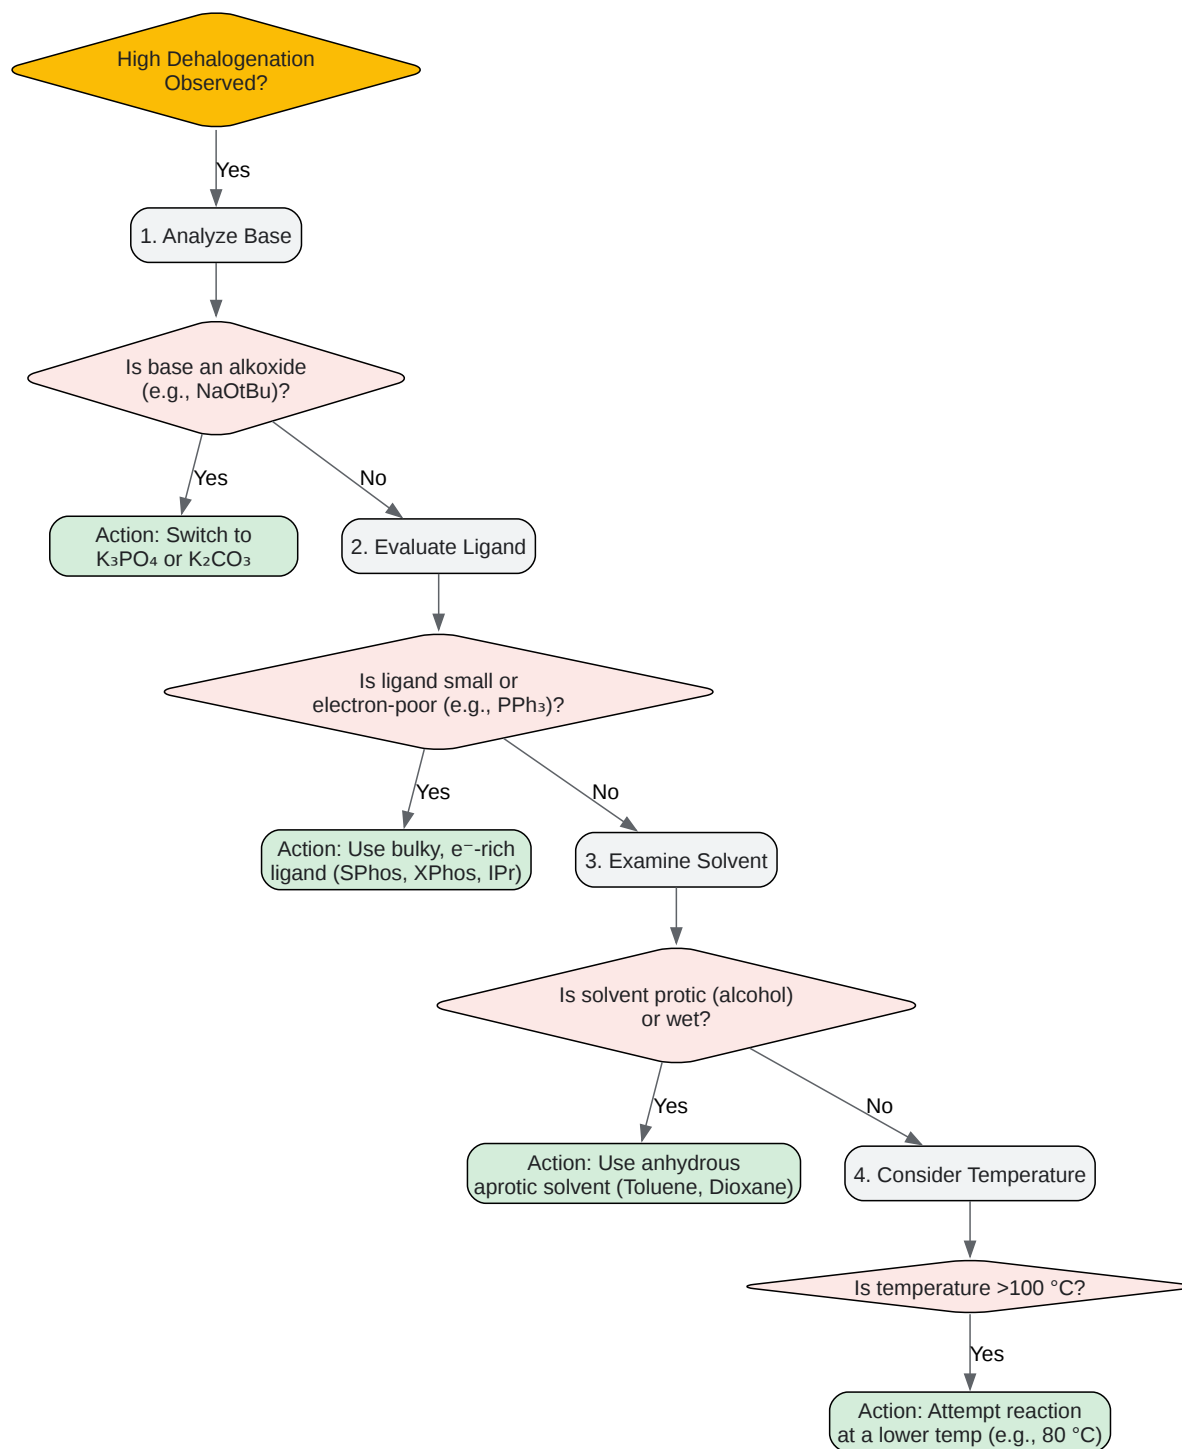 High Dehalogenation
Observed?
Yes
1. Analyze Base
Is base an alkoxide
(e.g., NaOtBu)?
Yes
No
Action: Switch to
K₃PO₄ or K₂CO₃
2. Evaluate Ligand
Is ligand small or
electron-poor (e.g., PPh₃)?
Yes
No
Action: Use bulky, e⁻-rich
ligand (SPhos, XPhos, IPr)
3. Examine Solvent
Is solvent protic (alcohol)
or wet?
Yes
No
Action: Use anhydrous
aprotic solvent (Toluene, Dioxane)
4. Consider Temperature
Is temperature >100 °C?
Yes
Action: Attempt reaction
at a lower temp (e.g., 80 °C)